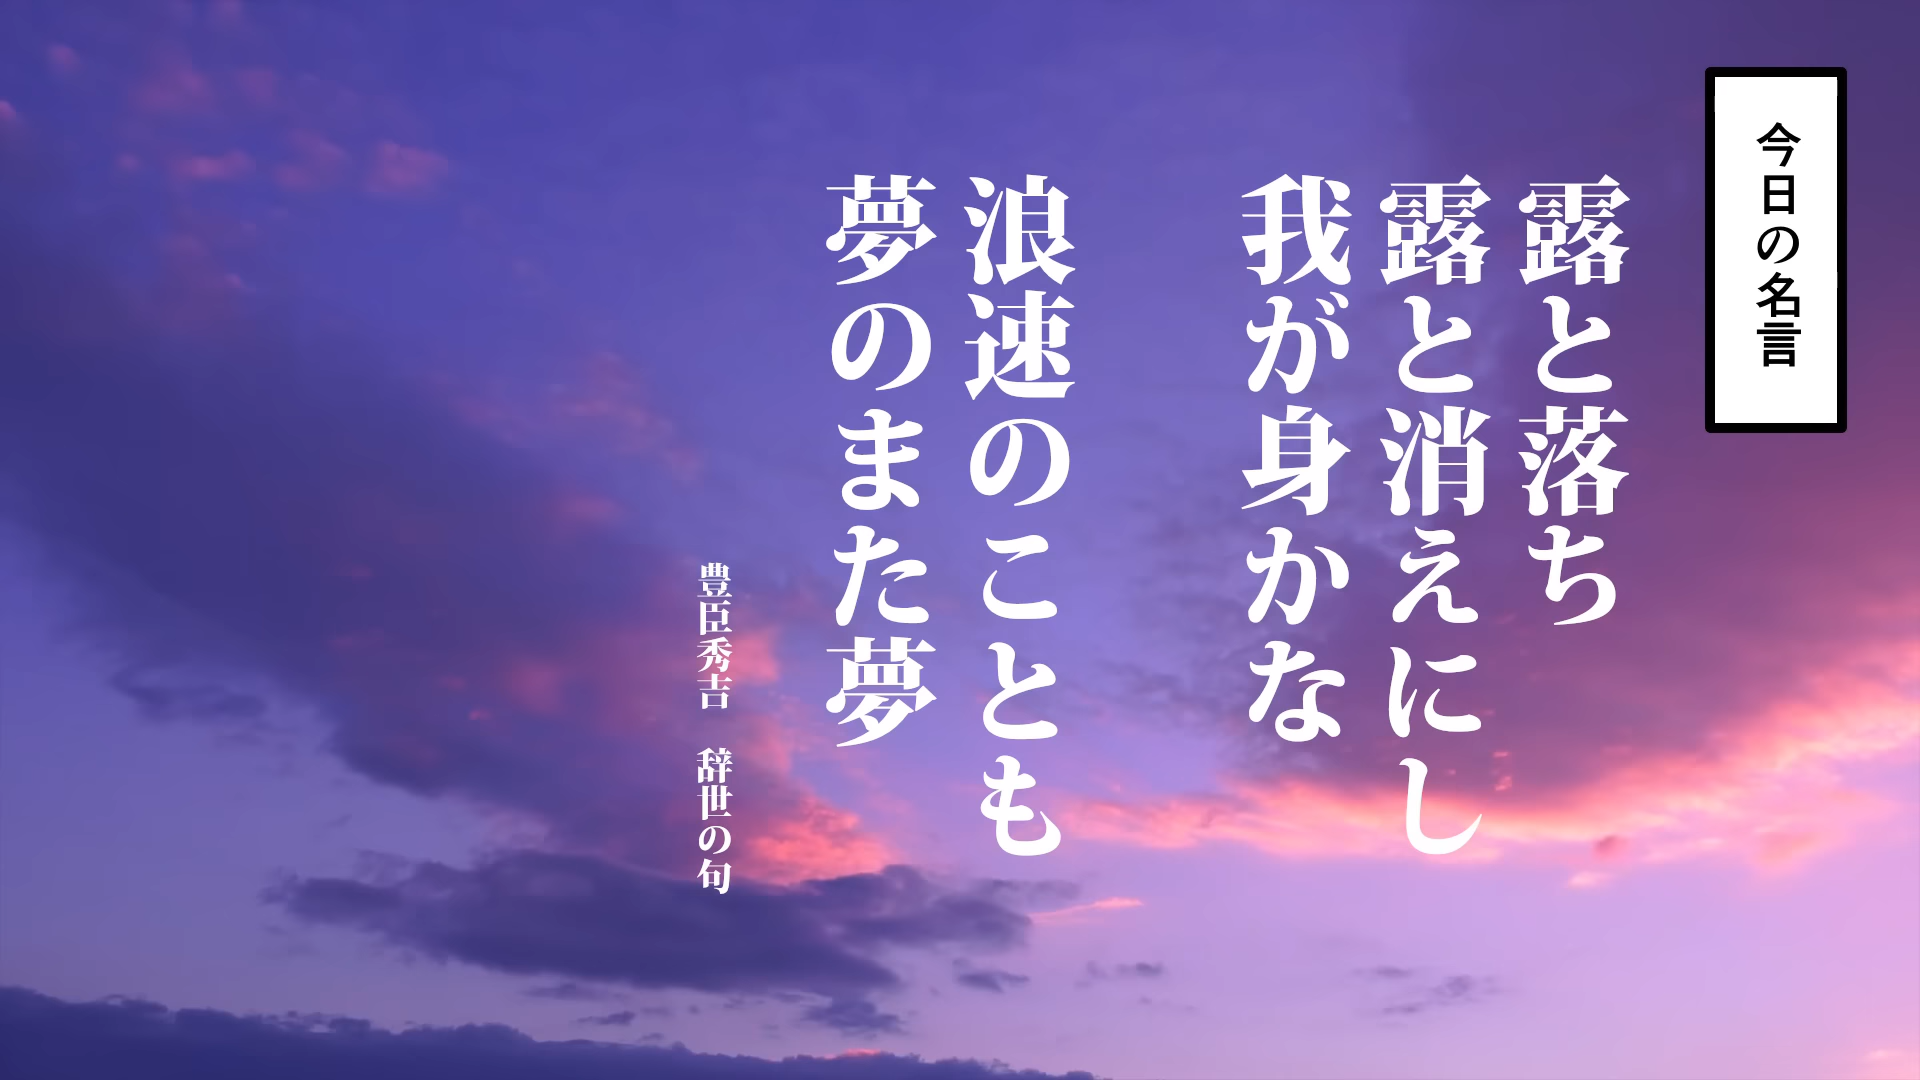 今日の名言
露と落ち
露と消えにし
我が身かな
浪速のことも
夢のまた夢
豊臣秀吉　辞世の句